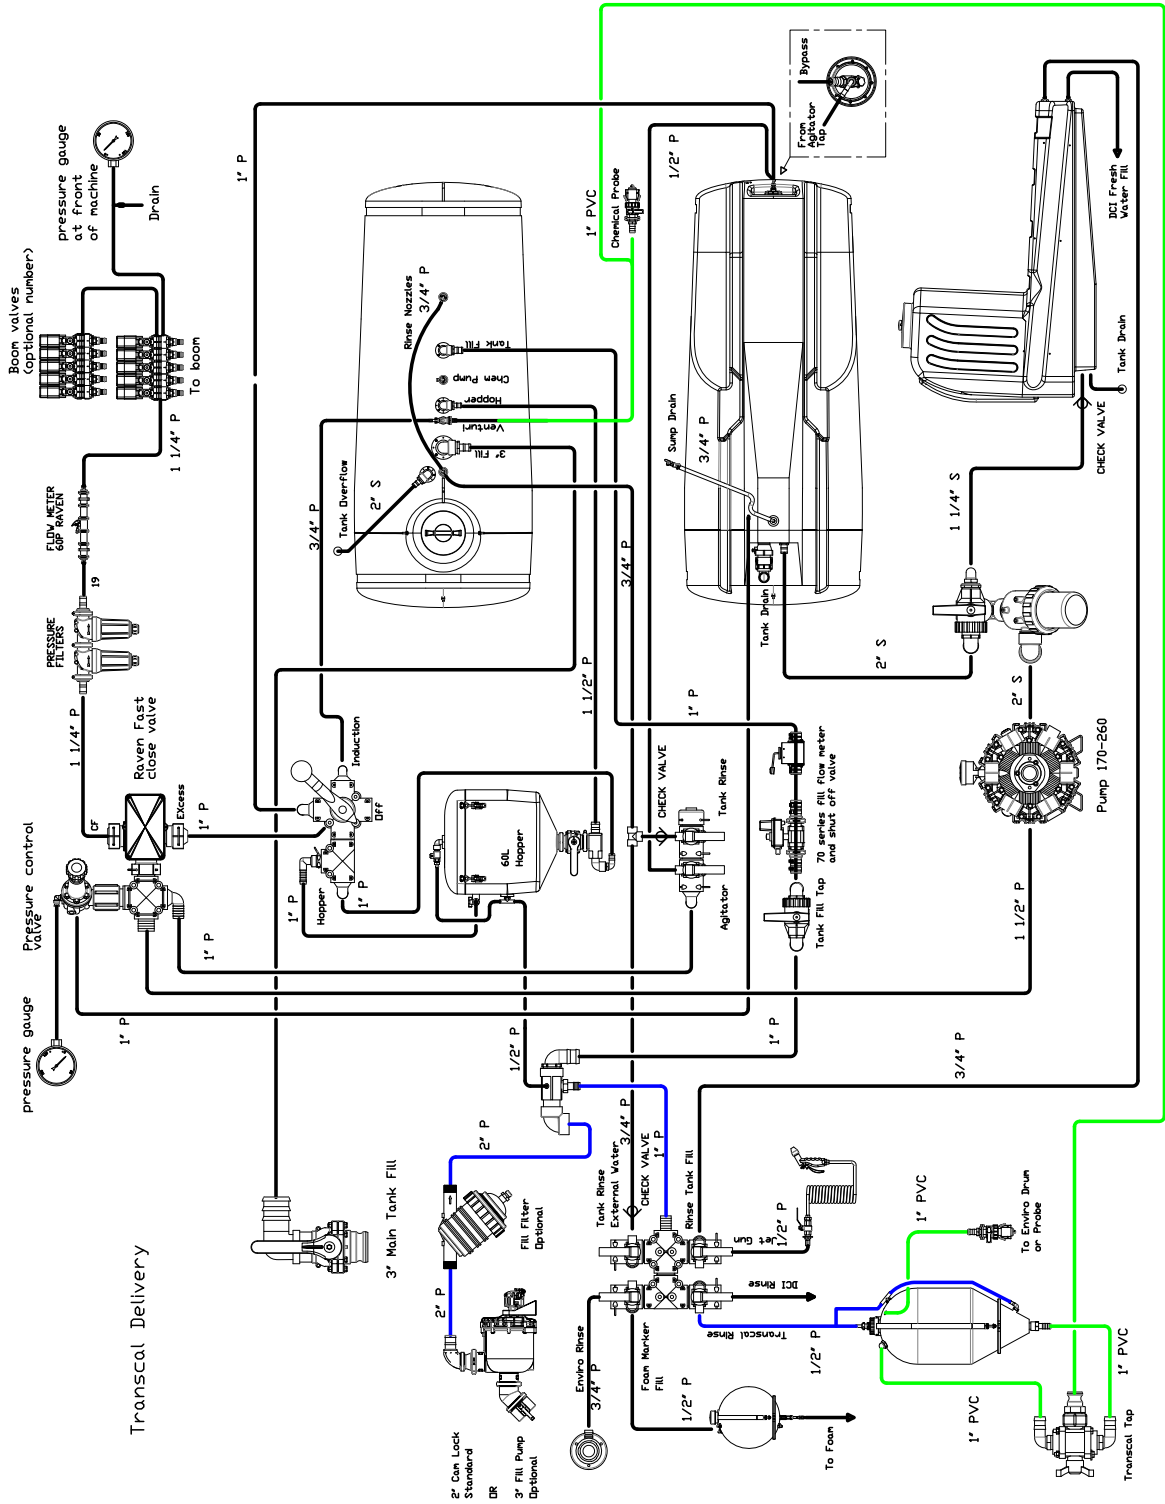 Transcal Delivery
pressure gauge
Pressure control
valve
CF
EXcess
Raven Fast
close valve
1 1/4" P
PRESSURE
FILTERS
19
FLOW METER
60P RAVEN
1 1/4" P
Boom valves
(optional number)
To boom
pressure gauge
at front
of machine
Drain
1" P
1" P
1" P
1" P
3" Main Tank Fill
Hopper
Off
Induction
1" P
1" P
3/4" P
Tank Overflow
2" S
Rinse Nozzles
3/4" P
3" Fill
Venturi
Hopper
Chem Pump
Tank Fill
1" PVC
Chemical Probe
1/2" P
From
Agitator
Tap
Bypass
60L
Hopper
1 1/2" P
3/4" P
1/2" P
2" P
2" P
Fill Filter
Optional
2" Cam Lock
Standard
OR
3" Fill Pump
Optional
Enviro Rinse
3/4" P
Tank Rinse
External Water
3/4" P
CHECK VALVE
1" P
Foam Marker
Fill
1/2" P
Rinse Tank Fill
Jet Gun
1/2" P
DCI Rinse
Transcal Rinse
1/2" P
To Foam
Agitator
Tank Rinse
CHECK VALVE
1" P
Tank Fill Tap
70 series fill flow meter
and shut off valve
1" P
Sump Drain
3/4" P
Tank Drain
2" S
2" S
1 1/4" S
CHECK VALVE
Tank Drain
DCI Fresh
Water Fill
Pump 170-260
1 1/2" P
3/4" P
1" PVC
To Enviro Drum
or Probe
1" PVC
1" PVC
Transcal Tap